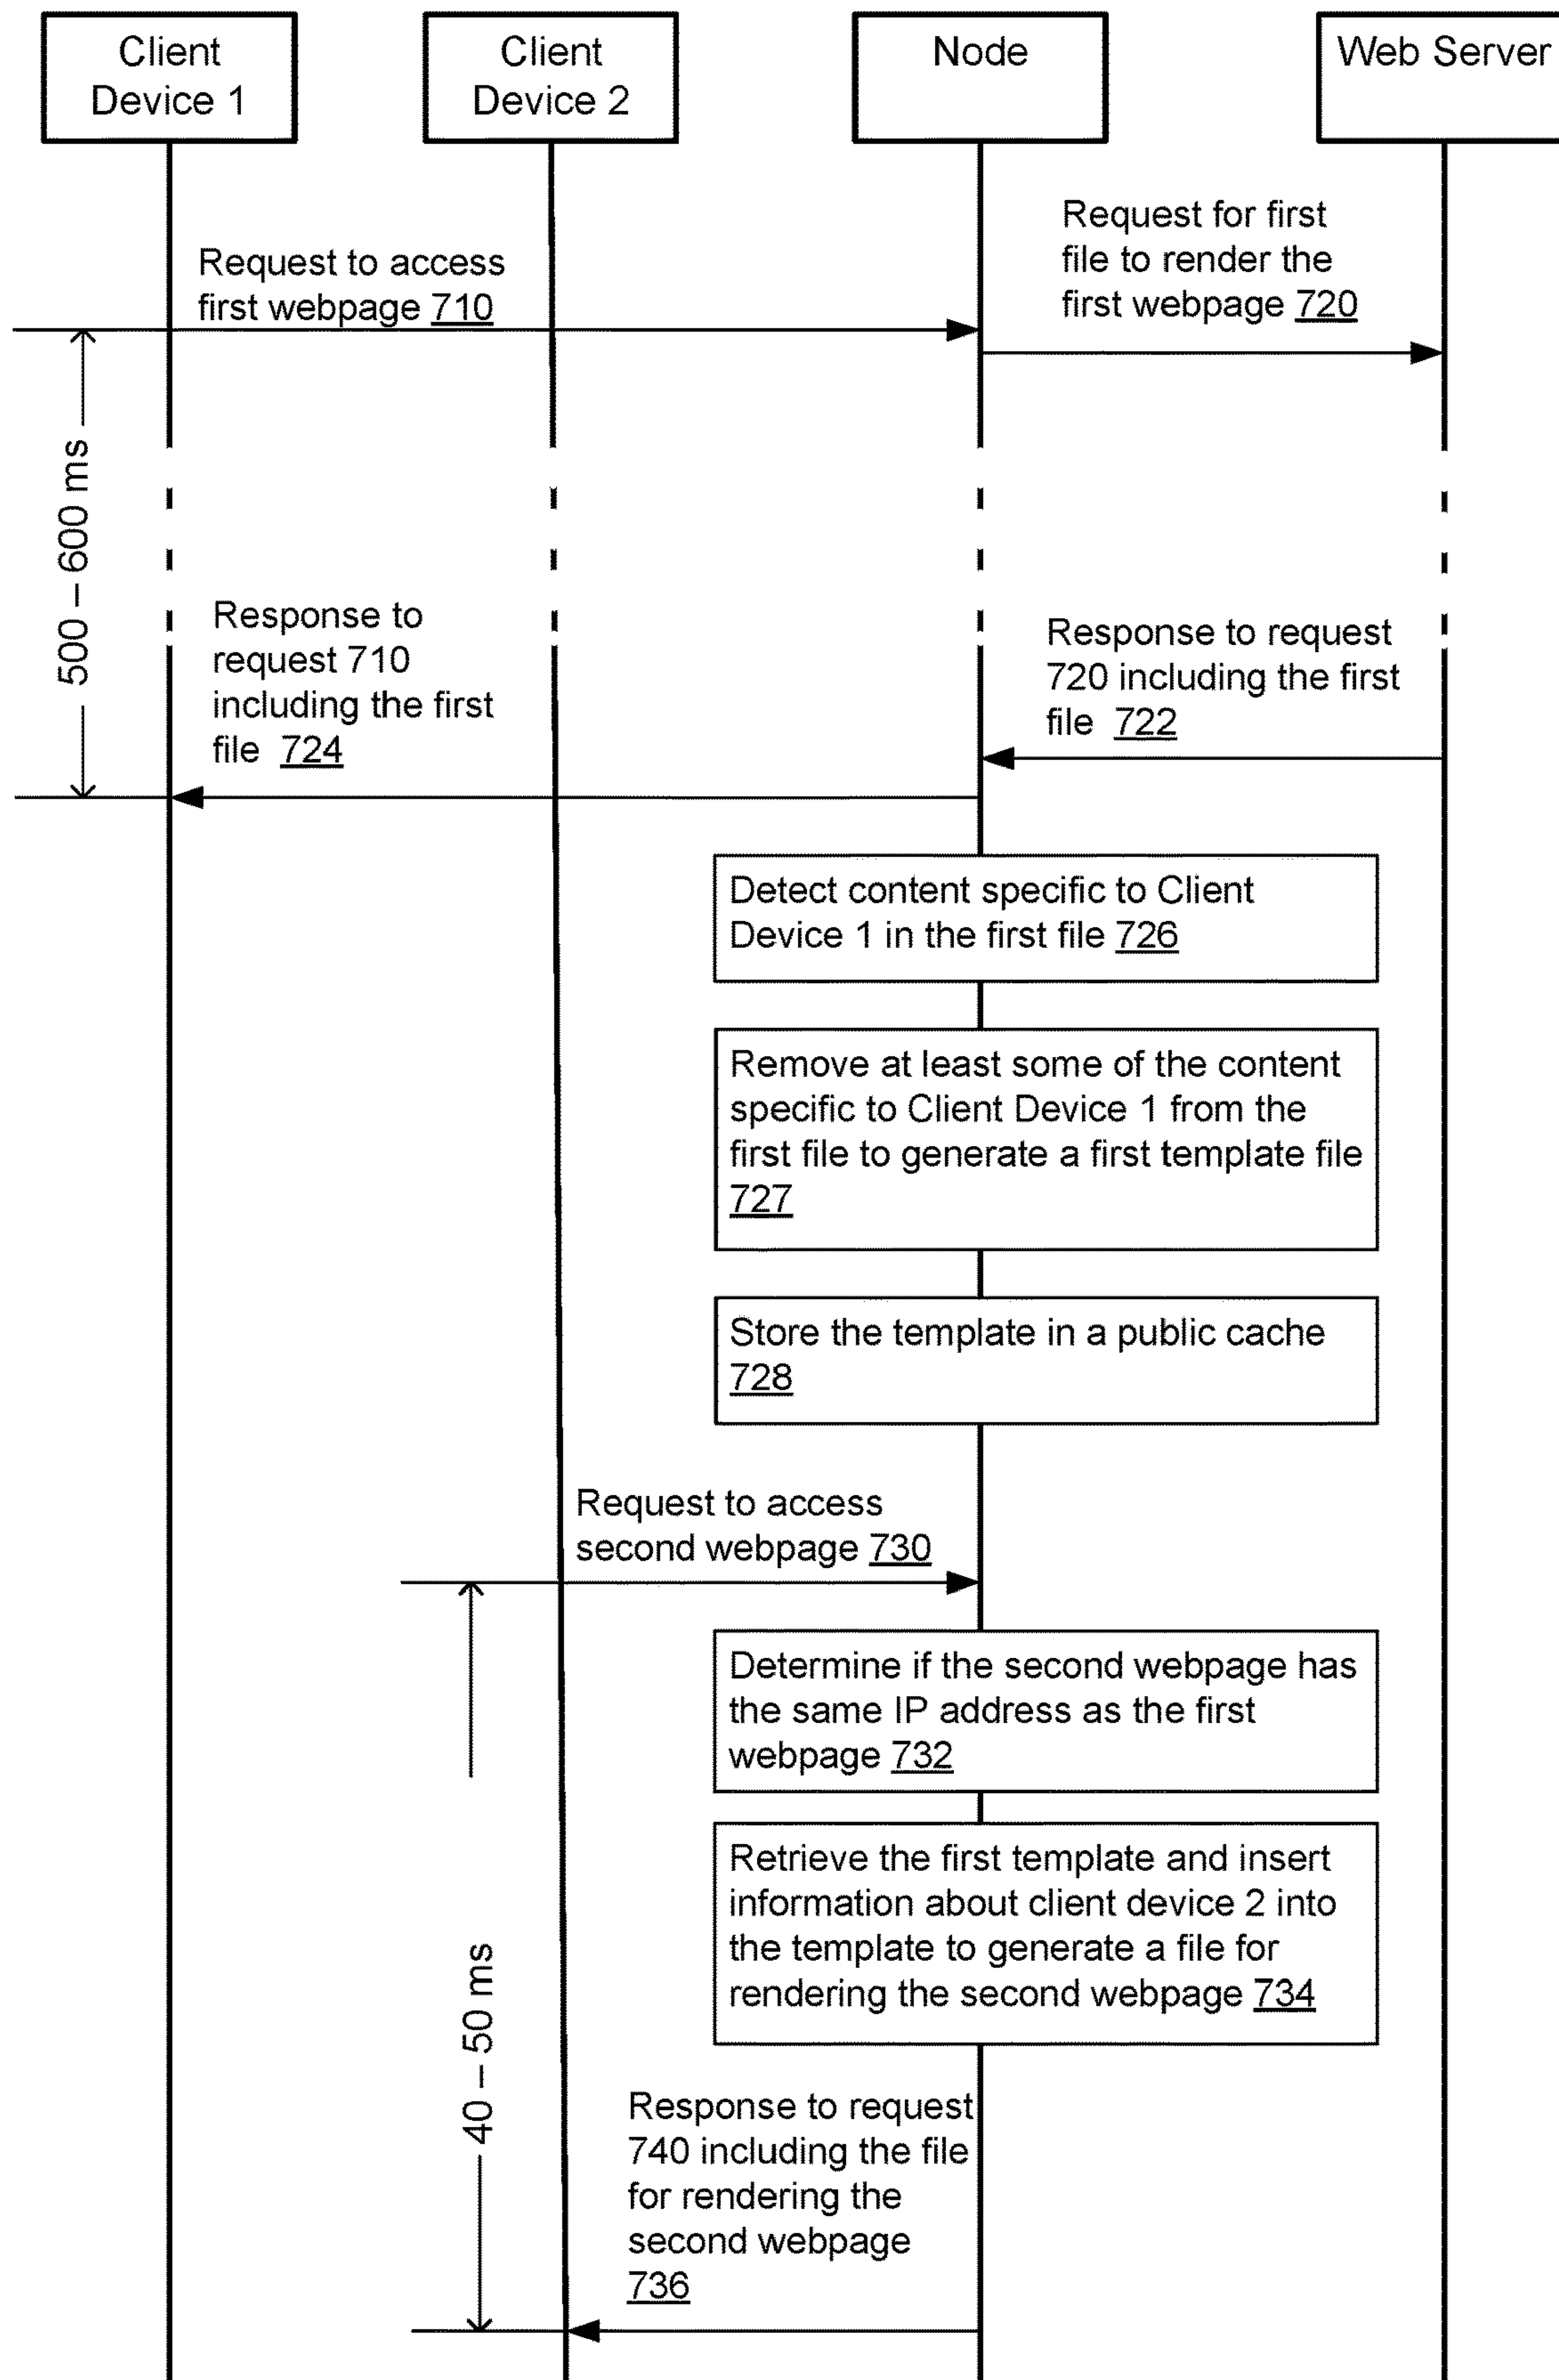 Client
Device 1
Client
Device 2
Node
Web Server
Request to access
first webpage 710
Request for first
file to render the
first webpage 720
500 – 600 ms
Response to
request 710
including the first
file 724
Response to request
720 including the first
file 722
Detect content specific to Client
Device 1 in the first file 726
Remove at least some of the content
specific to Client Device 1 from the
first file to generate a first template file
727
Store the template in a public cache
728
Request to access
second webpage 730
Determine if the second webpage has
the same IP address as the first
webpage 732
Retrieve the first template and insert
information about client device 2 into
the template to generate a file for
rendering the second webpage 734
40 – 50 ms
Response to request
740 including the file
for rendering the
second webpage
736